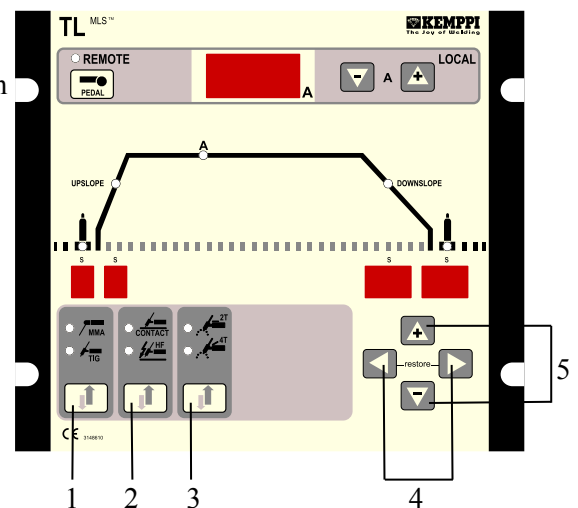 TL MLS™ KEMPPI
The Joy of Welding
REMOTE LOCAL
PEDAL A A
A
UPSLOPE DOWNSLOPE
S S S S
MMA CONTACT 2T
TIG HF 4T
restore
CE 3148610
1 2 3 4 5